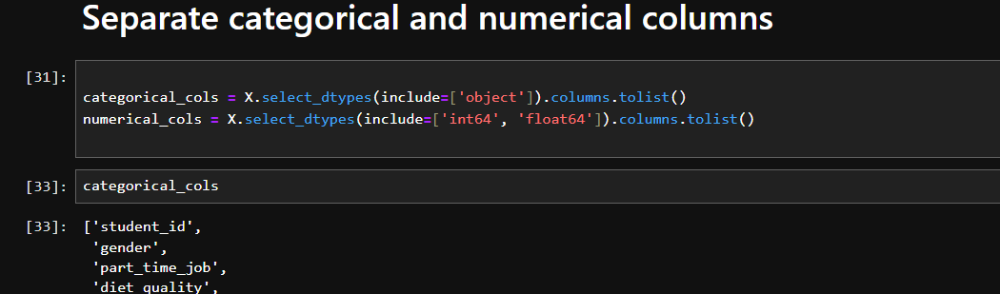 Separate categorical and numerical columns
[31]:
categorical_cols = X.select_dtypes(include=['object']).columns.tolist()
numerical_cols = X.select_dtypes(include=['int64', 'float64']).columns.tolist()
[33]: categorical_cols
[33]: ['student_id',
'gender',
'part_time_job',
'diet_quality',